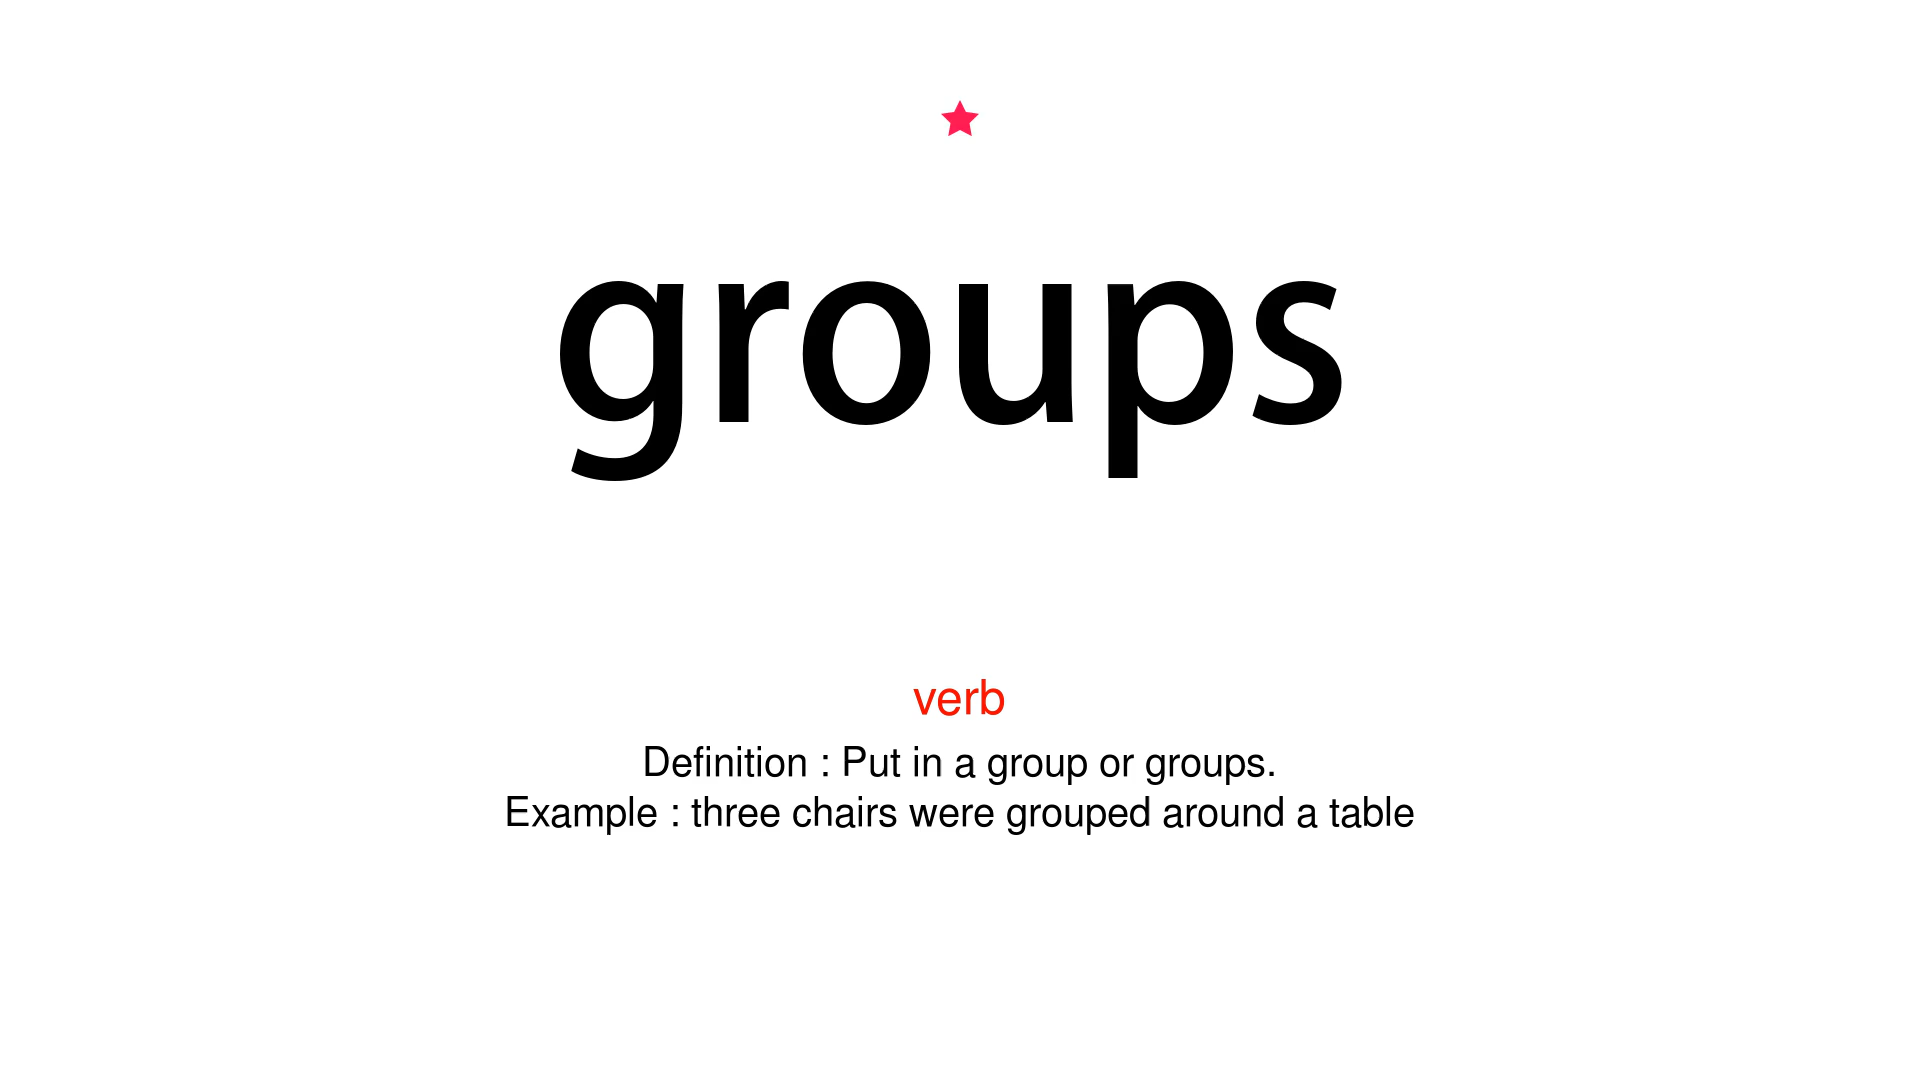 groups
verb
Definition : Put in a group or groups.
Example : three chairs were grouped around a table